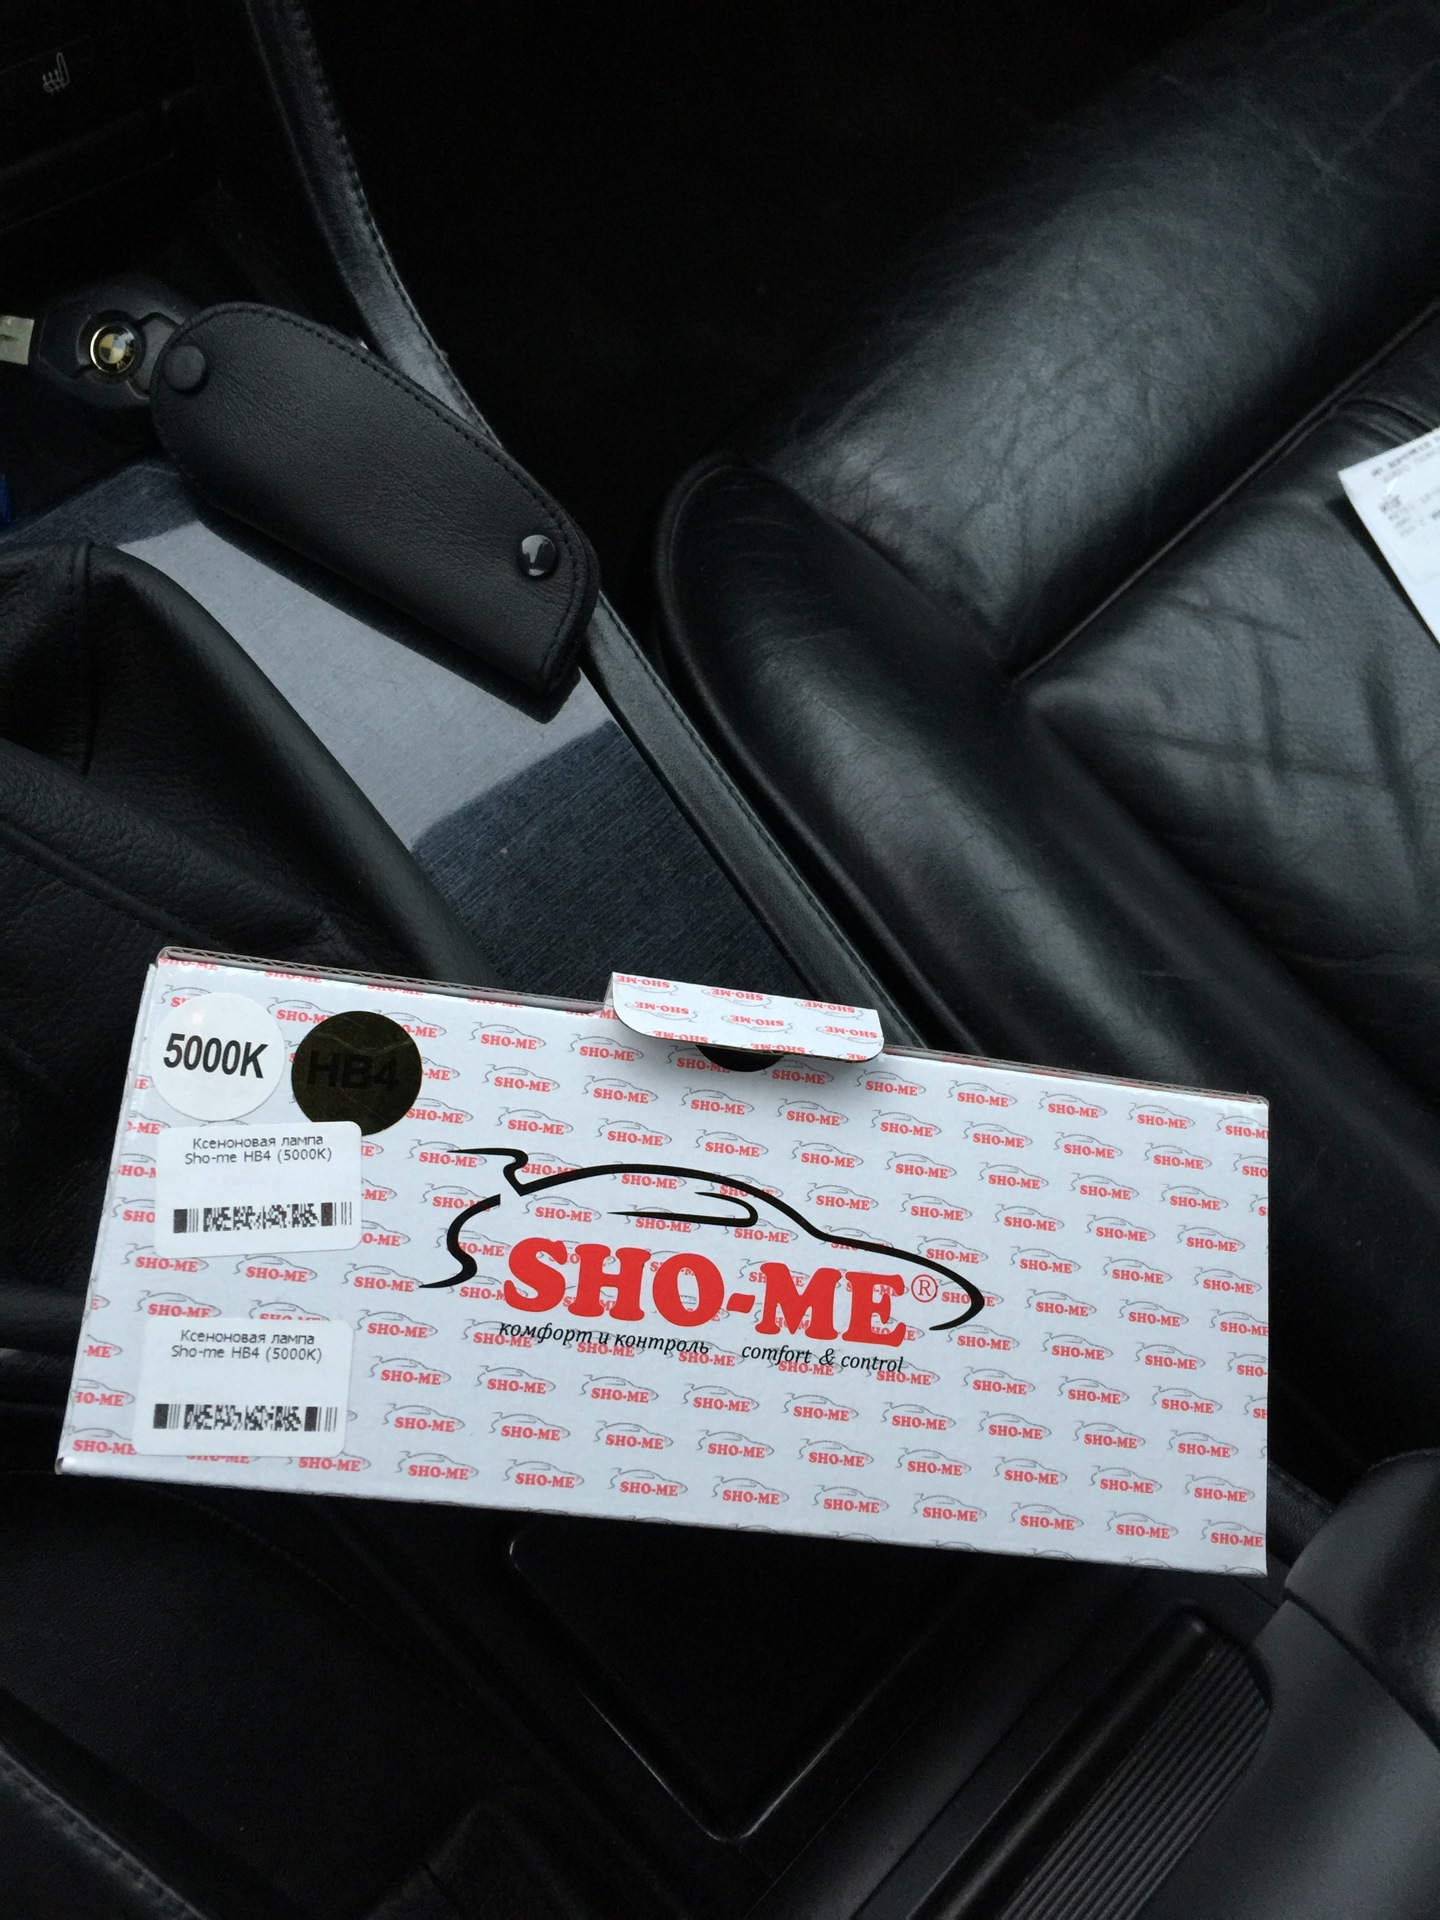 5000K
HB4
Ксеноновая лампа
Sho-me HB4 (5000K)
SHO-ME®
комфорт и контроль comfort & control
Ксеноновая лампа
Sho-me HB4 (5000K)